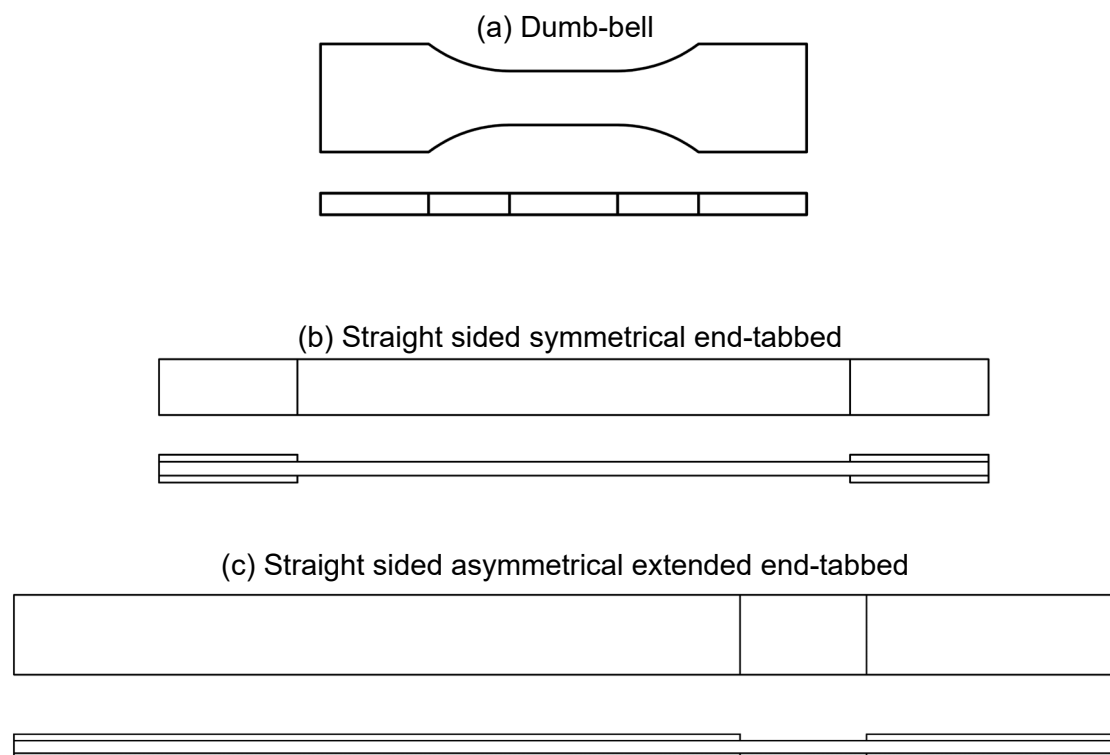 (a) Dumb-bell
(b) Straight sided symmetrical end-tabbed
(c) Straight sided asymmetrical extended end-tabbed